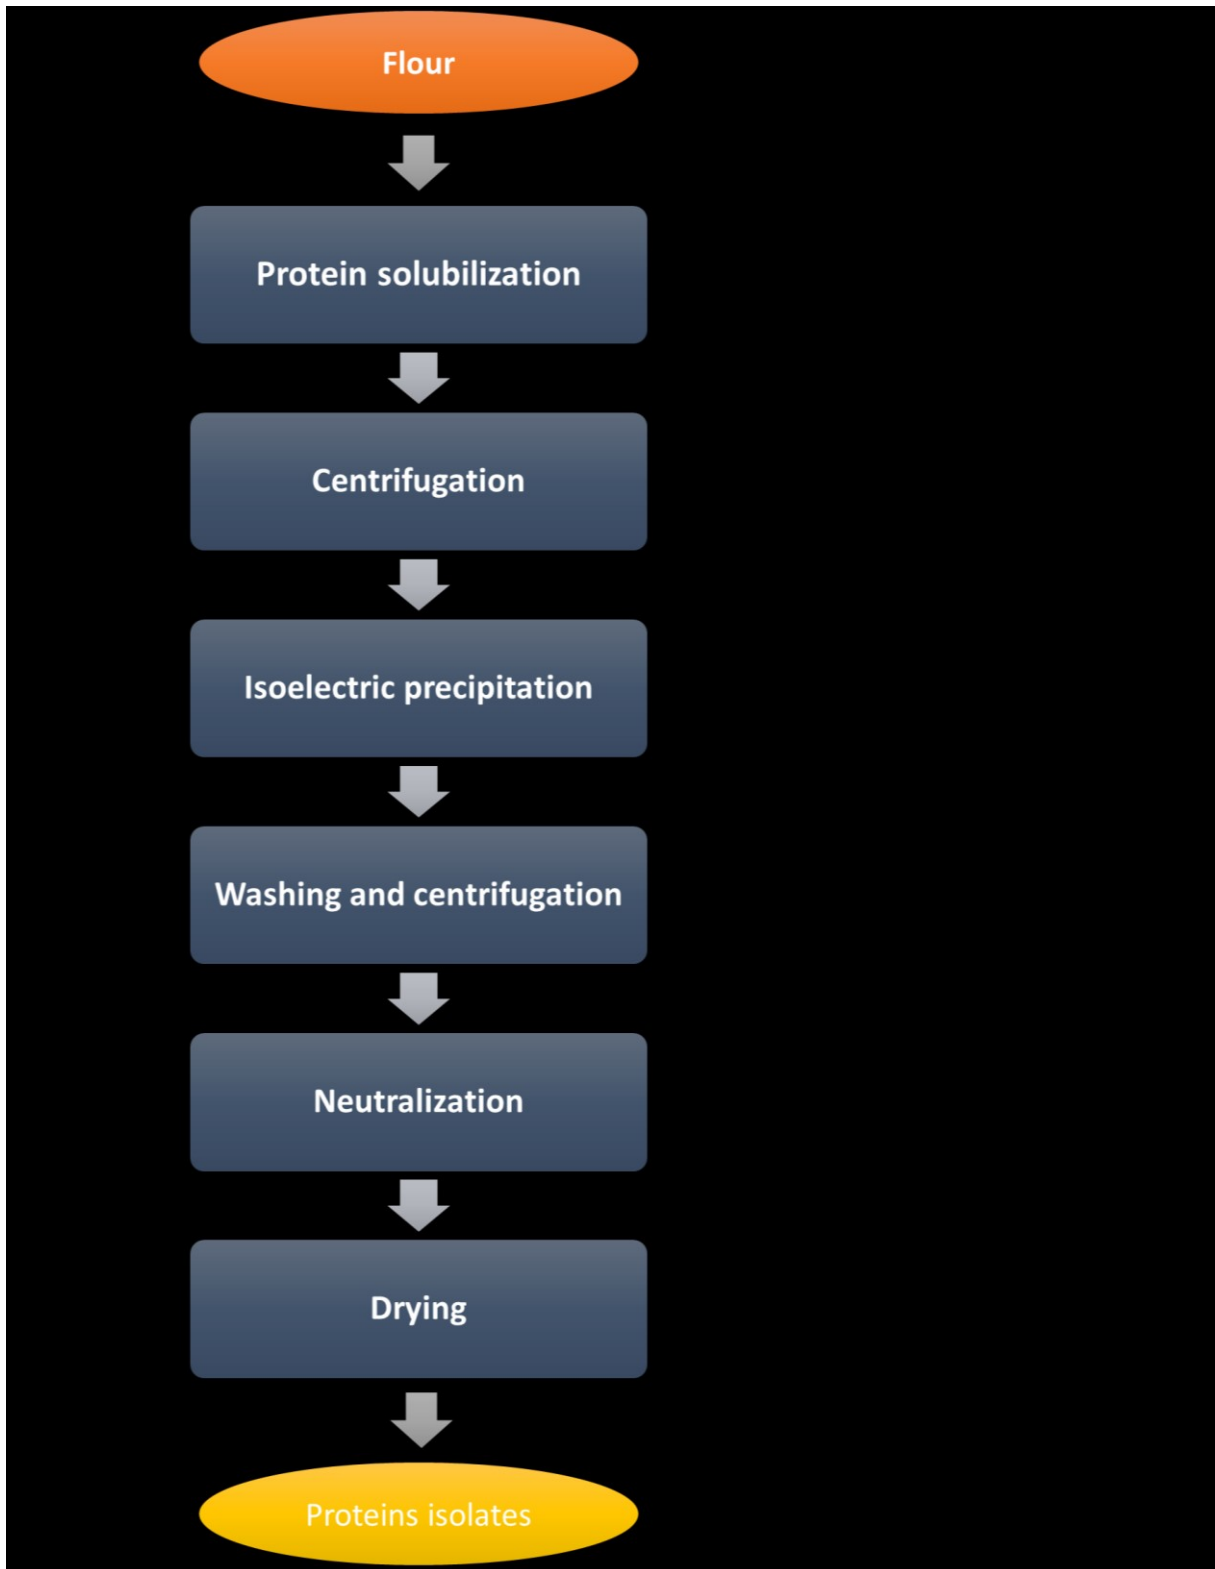 Flour
Protein solubilization
Centrifugation
Isoelectric precipitation
Washing and centrifugation
Neutralization
Drying
Proteins isolates